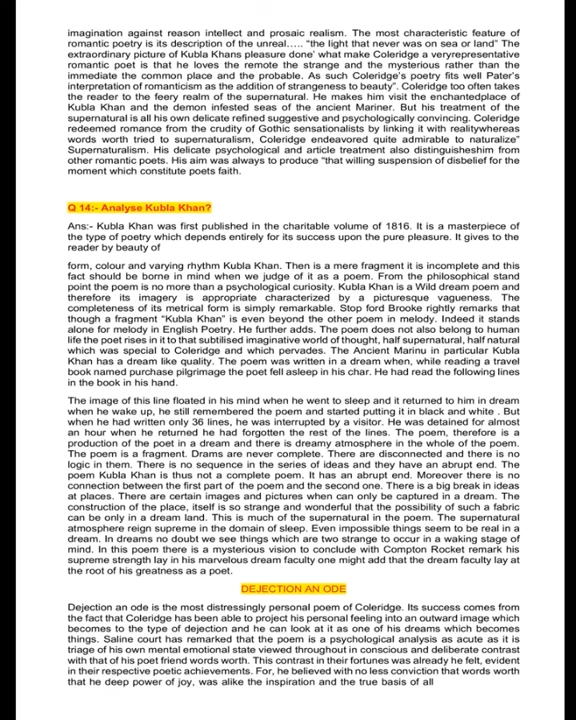 imagination against reason intellect and prosaic realism. The most characteristic feature of
romantic poetry is its description of the unreal..... “the light that never was on sea or land” The
extraordinary picture of Kubla Khans pleasure done’ what make Coleridge a veryrepresentative
romantic poet is that he loves the remote the strange and the mysterious rather than the
immediate the common place and the probable. As such Coleridge’s poetry fits well Pater’s
interpretation of romanticism as the addition of strangeness to beauty”. Coleridge too often takes
the reader to the feery realm of the supernatural. He makes him visit the enchantedplace of
Kubla Khan and the demon infested seas of the ancient Mariner. But his treatment of the
supernatural is all his own delicate refined suggestive and psychologically convincing. Coleridge
redeemed romance from the crudity of Gothic sensationalists by linking it with realitywhereas
words worth tried to supernaturalism, Coleridge endeavored quite admirable to naturalize”
Supernaturalism. His delicate psychological and article treatment also distinguisheshim from
other romantic poets. His aim was always to produce “that willing suspension of disbelief for the
moment which constitute poets faith.
Q 14:- Analyse Kubla Khan?
Ans:- Kubla Khan was first published in the charitable volume of 1816. It is a masterpiece of
the type of poetry which depends entirely for its success upon the pure pleasure. It gives to the
reader by beauty of
form, colour and varying rhythm Kubla Khan. Then is a mere fragment it is incomplete and this
fact should be borne in mind when we judge of it as a poem. From the philosophical stand
point the poem is no more than a psychological curiosity. Kubla Khan is a Wild dream poem and
therefore its imagery is appropriate characterized by a picturesque vagueness. The
completeness of its metrical form is simply remarkable. Stop ford Brooke rightly remarks that
though a fragment “Kubla Khan” is even beyond the other poem in melody. Indeed it stands
alone for melody in English Poetry. He further adds. The poem does not also belong to human
life the poet rises in it to that subtilised imaginative world of thought, half supernatural, half natural
which was special to Coleridge and which pervades. The Ancient Marinu in particular Kubla
Khan has a dream like quality. The poem was written in a dream when, while reading a travel
book named purchase pilgrimage the poet fell asleep in his char. He had read the following lines
in the book in his hand.
The image of this line floated in his mind when he went to sleep and it returned to him in dream
when he wake up, he still remembered the poem and started putting it in black and white . But
when he had written only 36 lines, he was interrupted by a visitor. He was detained for almost
an hour when he returned he had forgotten the rest of the lines. The poem, therefore is a
production of the poet in a dream and there is dreamy atmosphere in the whole of the poem.
The poem is a fragment. Drams are never complete. There are disconnected and there is no
logic in them. There is no sequence in the series of ideas and they have an abrupt end. The
poem Kubla Khan is thus not a complete poem. It has an abrupt end. Moreover there is no
connection between the first part of the poem and the second one. There is a big break in ideas
at places. There are certain images and pictures when can only be captured in a dream. The
construction of the place, itself is so strange and wonderful that the possibility of such a fabric
can be only in a dream land. This is much of the supernatural in the poem. The supernatural
atmosphere reign supreme in the domain of sleep. Even impossible things seem to be real in a
dream. In dreams no doubt we see things which are two strange to occur in a waking stage of
mind. In this poem there is a mysterious vision to conclude with Compton Rocket remark his
supreme strength lay in his marvelous dream faculty one might add that the dream faculty lay at
the root of his greatness as a poet.
DEJECTION AN ODE
Dejection an ode is the most distressingly personal poem of Coleridge. Its success comes from
the fact that Coleridge has been able to project his personal feeling into an outward image which
becomes to the type of dejection and he can look at it as one of his dreams which becomes
things. Saline court has remarked that the poem is a psychological analysis as acute as it is
triage of his own mental emotional state viewed throughout in conscious and deliberate contrast
with that of his poet friend words worth. This contrast in their fortunes was already he felt, evident
in their respective poetic achievements. For, he believed with no less conviction that words worth
that he deep power of joy, was alike the inspiration and the true basis of all